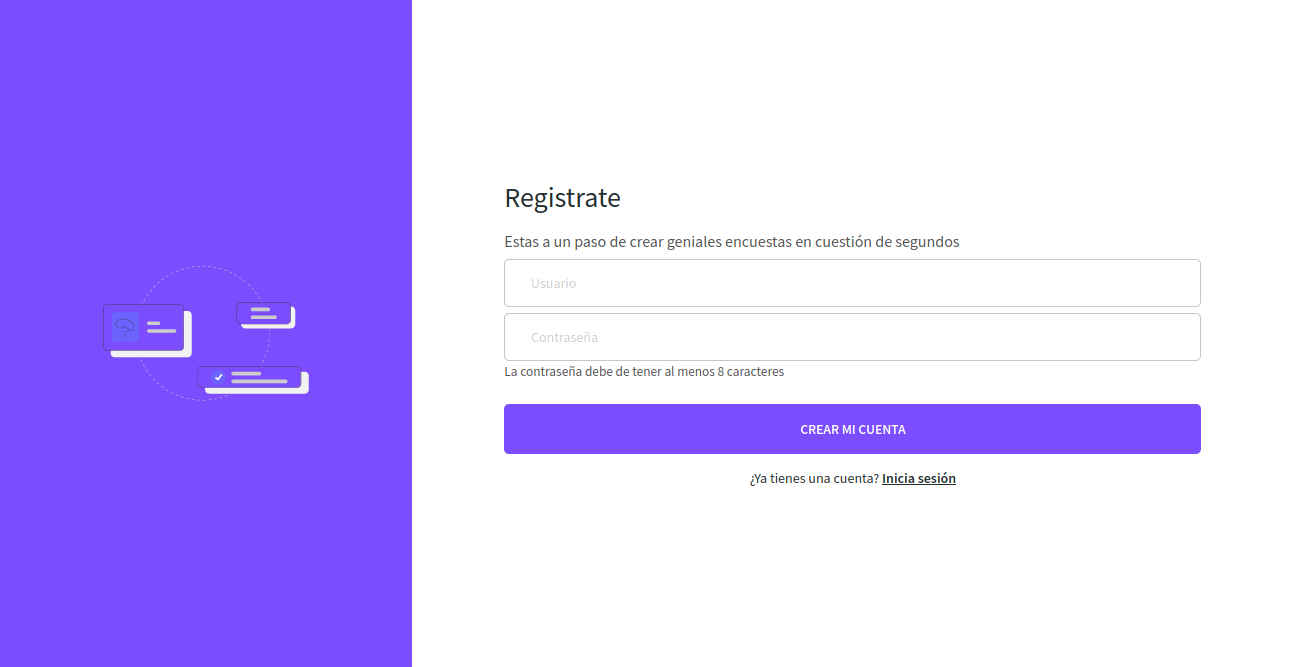 Registrate
Estas a un paso de crear geniales encuestas en cuestión de segundos
Usuario
Contraseña
La contraseña debe de tener al menos 8 caracteres
CREAR MI CUENTA
¿Ya tienes una cuenta? Inicia sesión